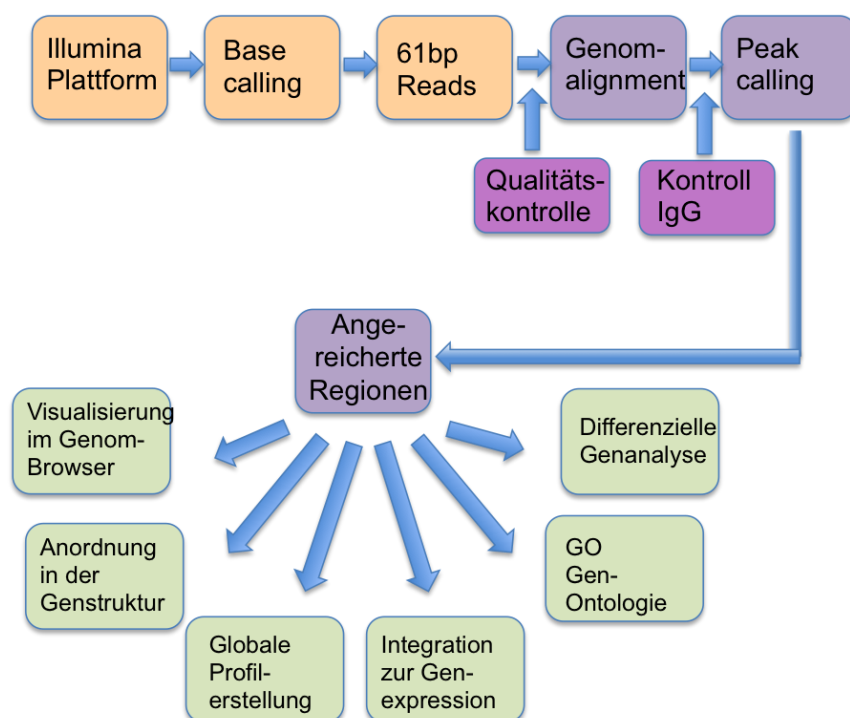 Illumina
Plattform
Base
calling
61bp
Reads
Genom-
alignment
Peak
calling
Qualitäts-
kontrolle
Kontroll
IgG
Ange-
reicherte
Regionen
Visualisierung
im Genom-
Browser
Differenzielle
Genanalyse
Anordnung
in der
Genstruktur
GO
Gen-
Ontologie
Globale
Profil-
erstellung
Integration
zur Gen-
expression